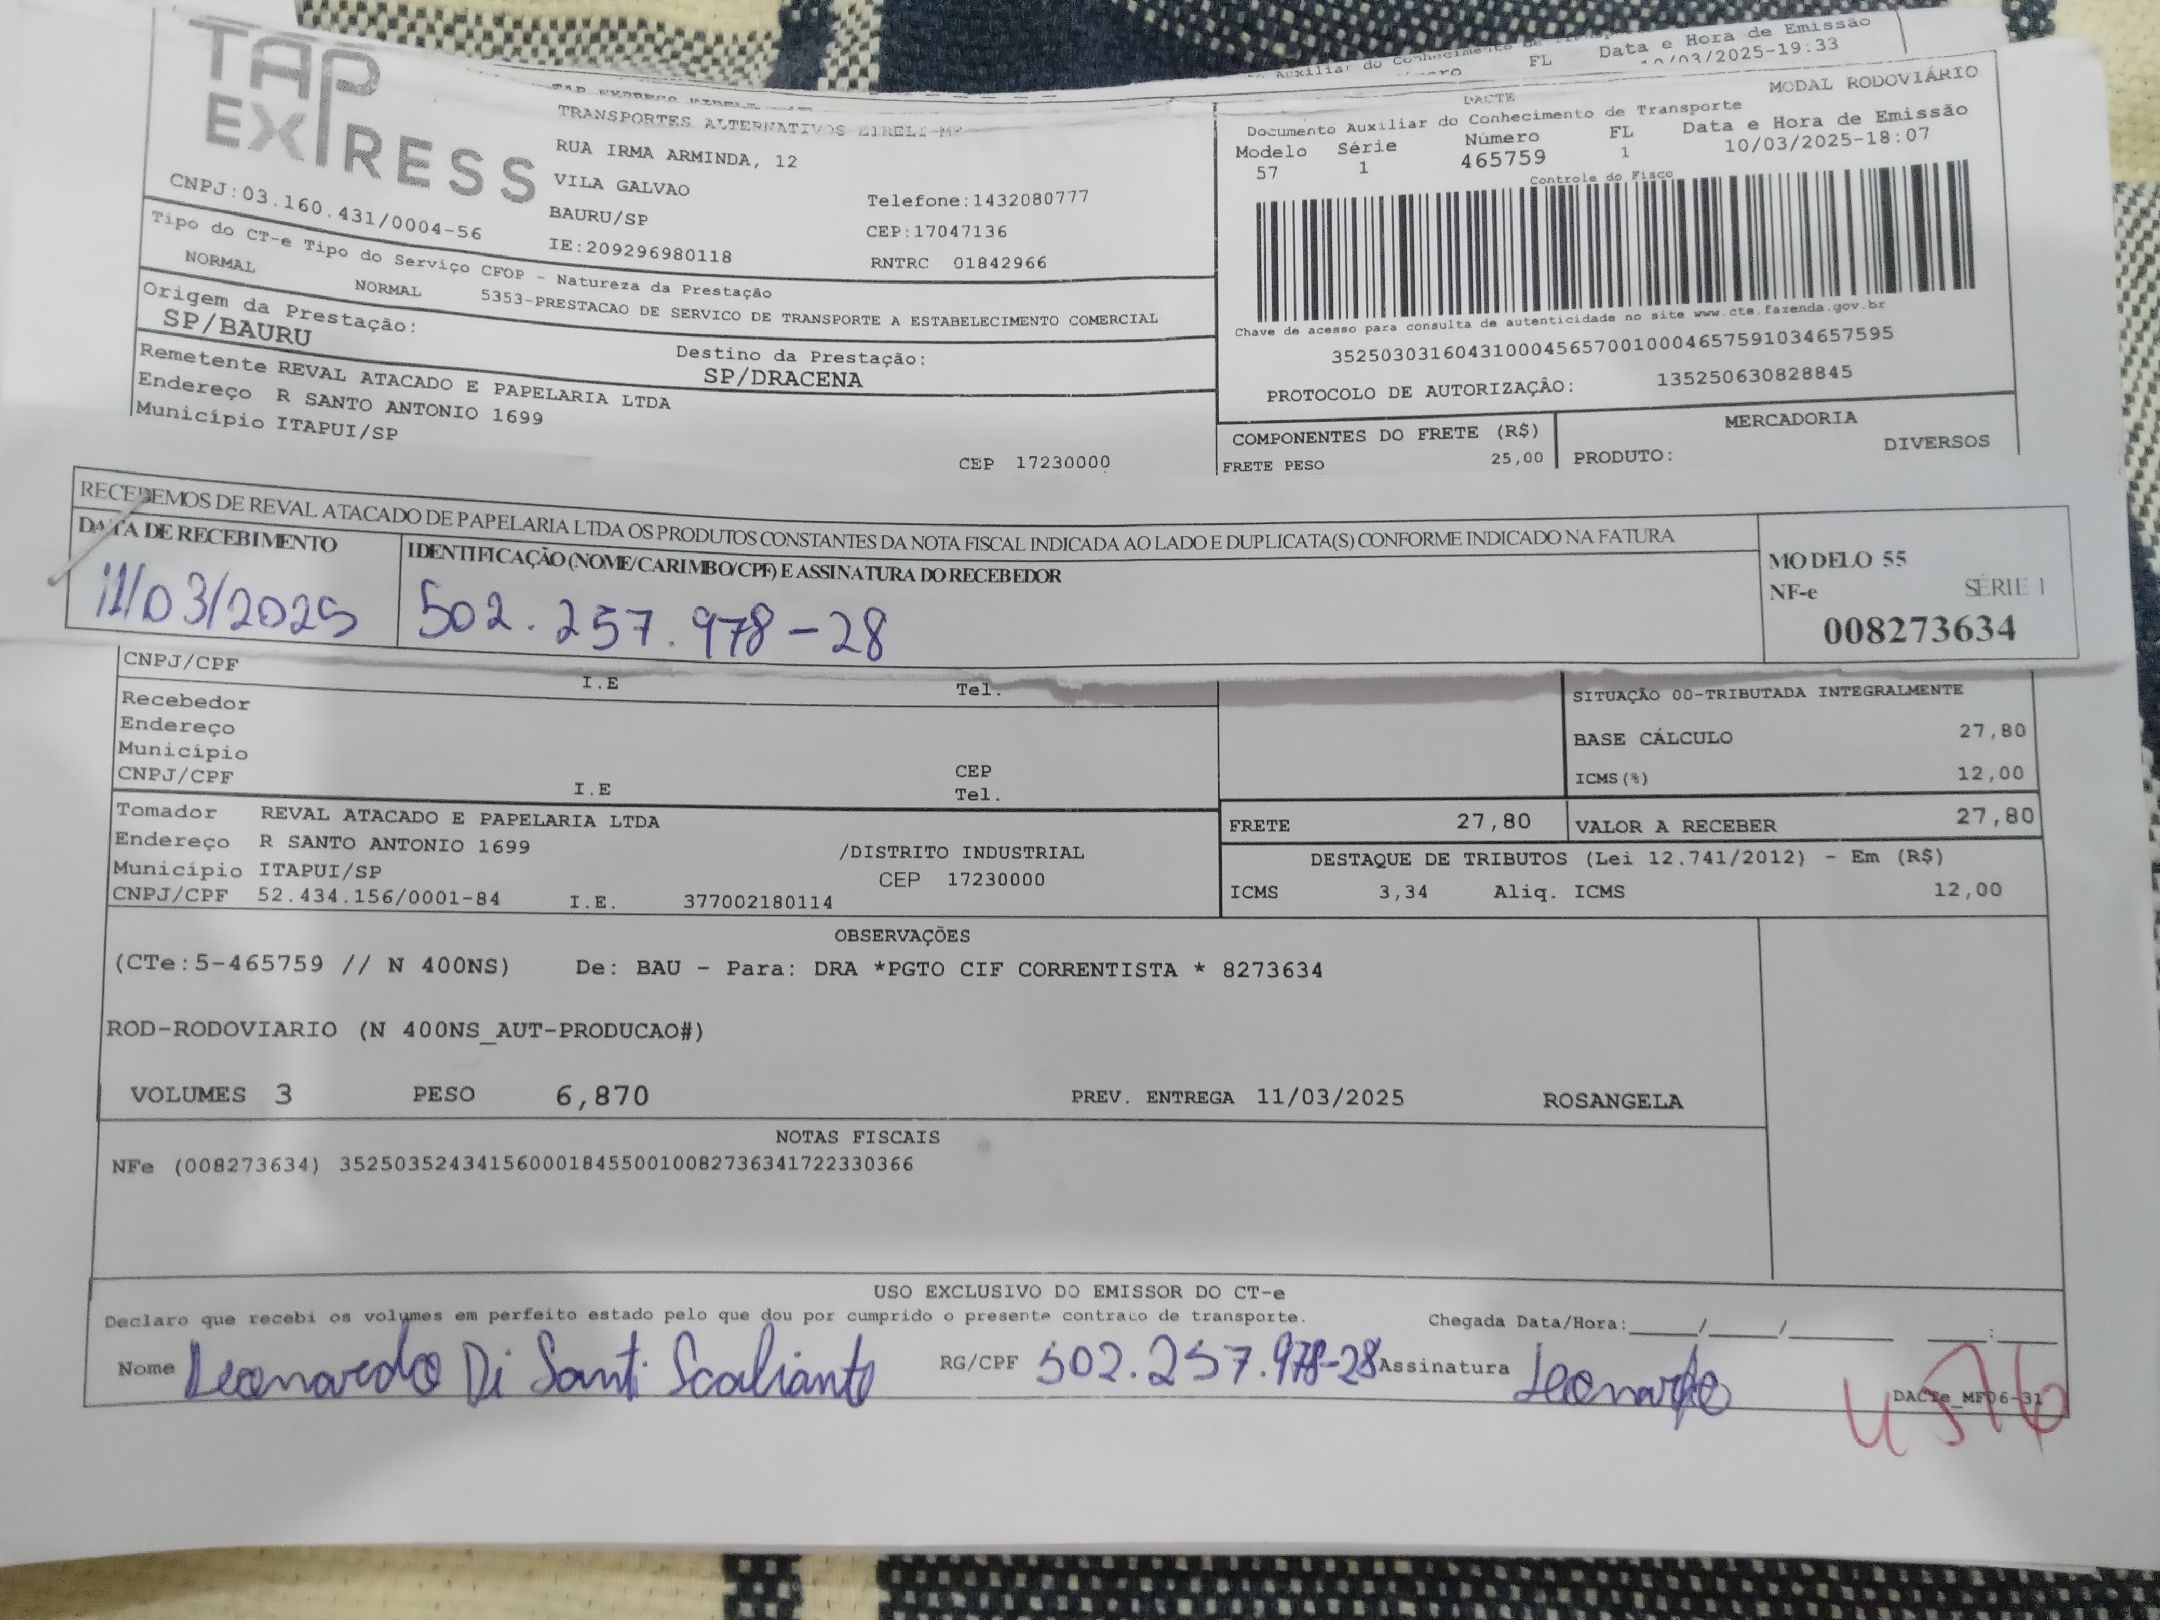 Data e Hora de Emissão
FL
10/03/2025-19:33
TAP
EXPRESS
CNPJ:03.160.431/0004-56
TRANSPORTES ALTERNATIVOS EIRELI-ME
RUA IRMA ARMINDA, 12
VILA GALVAO
BAURU/SP
IE:209296980118
Telefone:1432080777
CEP:17047136
RNTRC 01842966
MODAL RODOVIÁRIO
DACTE
Documento Auxiliar do Conhecimento de Transporte
Modelo Série Número FL Data e Hora de Emissão
57 1 465759 1 10/03/2025-18:07
Controle do Fisco
Chave de acesso para consulta de autenticidade no site www.cte.fazenda.gov.br
35250303160431000456570010004657591034657595
PROTOCOLO DE AUTORIZAÇÃO: 135250630828845
Tipo do CT-e Tipo do Serviço CFOP - Natureza da Prestação
NORMAL NORMAL 5353-PRESTACAO DE SERVICO DE TRANSPORTE A ESTABELECIMENTO COMERCIAL
Origem da Prestação:
SP/BAURU
Destino da Prestação:
SP/DRACENA
Remetente REVAL ATACADO E PAPELARIA LTDA
Endereço R SANTO ANTONIO 1699
Município ITAPUI/SP
CEP 17230000
COMPONENTES DO FRETE (R$)
FRETE PESO 25,00
MERCADORIA
PRODUTO: DIVERSOS
RECEBEMOS DE REVAL ATACADO DE PAPELARIA LTDA OS PRODUTOS CONSTANTES DA NOTA FISCAL INDICADA AO LADO E DUPLICATA(S) CONFORME INDICADO NA FATURA
DATA DE RECEBIMENTO
11/03/2025
IDENTIFICAÇÃO (NOME/CARIMBO/CPF) E ASSINATURA DO RECEBEDOR
502.257.978-28
MODELO 55
NF-e SÉRIE 1
008273634
CNPJ/CPF I.E Tel.
Recebedor
Endereço
Município CEP
CNPJ/CPF I.E Tel.
SITUAÇÃO 00-TRIBUTADA INTEGRALMENTE
BASE CÁLCULO 27,80
ICMS(%) 12,00
Tomador REVAL ATACADO E PAPELARIA LTDA
Endereço R SANTO ANTONIO 1699 /DISTRITO INDUSTRIAL
Município ITAPUI/SP CEP 17230000
CNPJ/CPF 52.434.156/0001-84 I.E. 377002180114
FRETE 27,80 VALOR A RECEBER 27,80
DESTAQUE DE TRIBUTOS (Lei 12.741/2012) - Em (R$)
ICMS 3,34 Aliq. ICMS 12,00
OBSERVAÇÕES
(CTe:5-465759 // N 400NS) De: BAU - Para: DRA *PGTO CIF CORRENTISTA * 8273634
ROD-RODOVIARIO (N 400NS_AUT-PRODUCAO#)
VOLUMES 3 PESO 6,870 PREV. ENTREGA 11/03/2025 ROSANGELA
NOTAS FISCAIS
NFe (008273634) 35250352434156000184550010082736341722330366
USO EXCLUSIVO DO EMISSOR DO CT-e
Declaro que recebi os volumes em perfeito estado pelo que dou por cumprido o presente contrato de transporte. Chegada Data/Hora:____/____/______ ___:___
Nome Leonardo Di Santi Scalianto RG/CPF 502.257.978-28 Assinatura Leonardo
DACTe_MF06-31